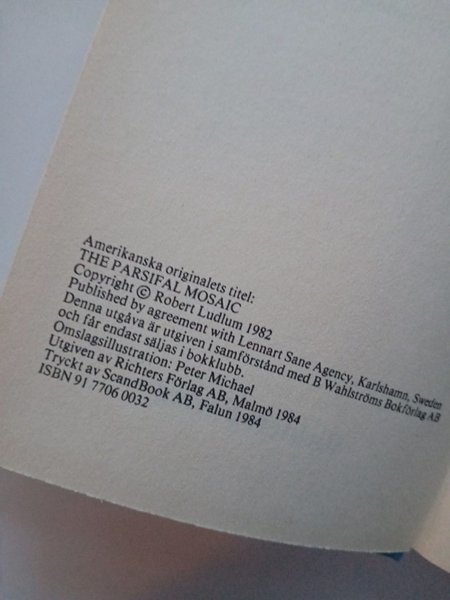 Amerikanska originalets titel:
THE PARSIFAL MOSAIC
Copyright © Robert Ludlum 1982
Published by agreement with Lennart Sane Agency, Karlshamn, Sweden
Denna utgåva är utgiven i samförstånd med B Wahlströms Bokförlag AB
och får endast säljas i bokklubb.
Omslagsillustration: Peter Michael
Utgiven av Richters Förlag AB, Malmö 1984
Tryckt av ScandBook AB, Falun 1984
ISBN 91 7706 0032